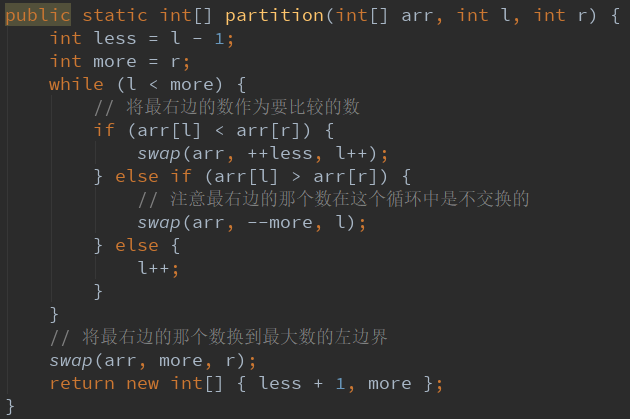 public static int[] partition(int[] arr, int l, int r) {
    int less = l - 1;
    int more = r;
    while (l < more) {
        // 将最右边的数作为要比较的数
        if (arr[l] < arr[r]) {
            swap(arr, ++less, l++);
        } else if (arr[l] > arr[r]) {
            // 注意最右边的那个数在这个循环中是不交换的
            swap(arr, --more, l);
        } else {
            l++;
        }
    }
    // 将最右边的那个数换到最大数的左边界
    swap(arr, more, r);
    return new int[] { less + 1, more };
}